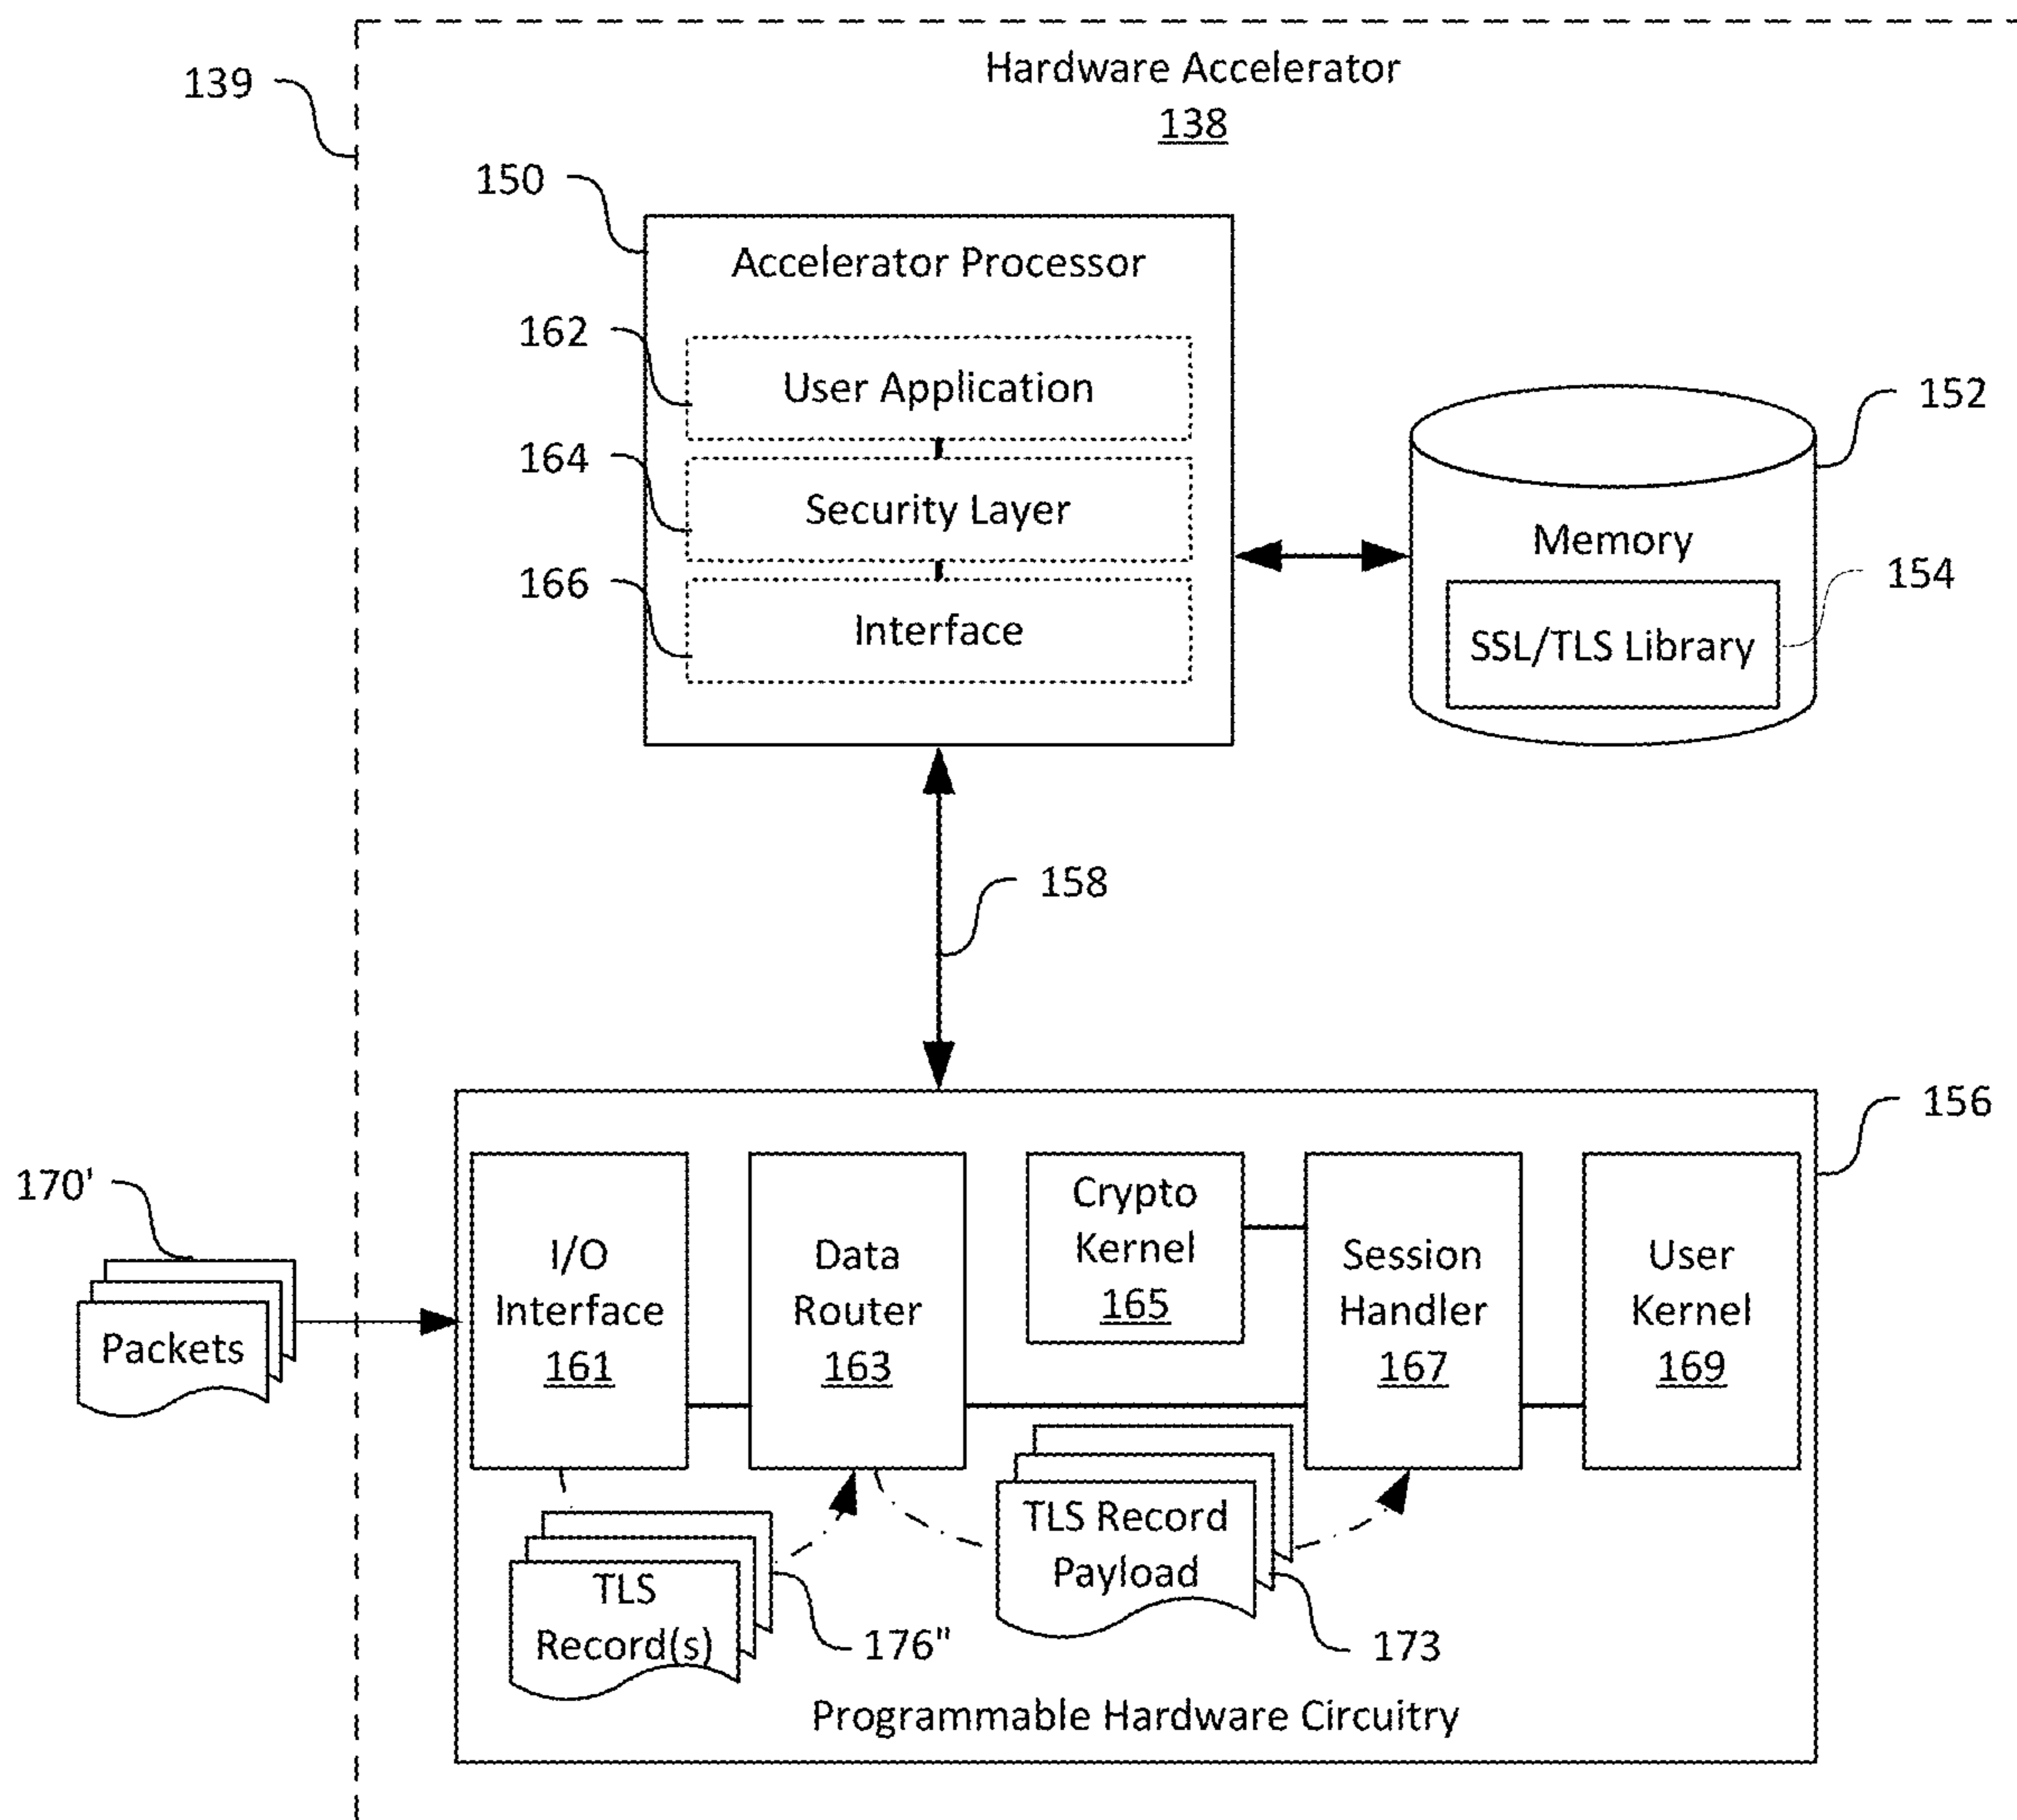 Hardware Accelerator
138
139
150
Accelerator Processor
162
User Application
164
Security Layer
166
Interface
152
Memory
154
SSL/TLS Library
158
156
170'
Packets
I/O
Interface
161
Data
Router
163
Crypto
Kernel
165
Session
Handler
167
User
Kernel
169
TLS
Record(s)
176"
TLS Record
Payload
173
Programmable Hardware Circuitry